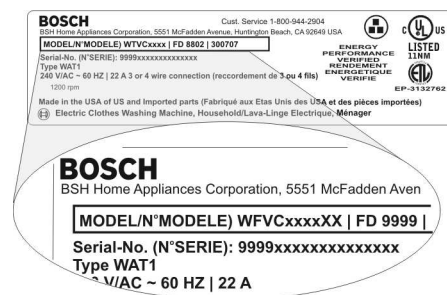 BOSCH
Cust. Service 1-800-944-2904
BSH Home Appliances Corporation, 5551 McFadden Avenue, Huntington Beach, CA 92649 USA
MODEL/N°MODELE) WTVCxxxx | FD 8802 | 300707
Serial-No. (N°SERIE): 9999xxxxxxxxxxxxxx
Type WAT1
240 V/AC ~ 60 HZ | 22 A 3 or 4 wire connection (reccordement de 3 ou 4 fils)
1200 rpm
Made in the USA of US and Imported parts (Fabriqué aux Etas Unis des USA et des pièces importées)
Electric Clothes Washing Machine, Household/Lava-Linge Electrique, Ménager
ENERGY
PERFORMANCE
VERIFIED
RENDEMENT
ENERGÉTIQUE
VERIFIE
C UL US
LISTED
11NM
ETL
EP-3132762
BOSCH
BSH Home Appliances Corporation, 5551 McFadden Aven
MODEL/N°MODELE) WFVCxxxxXX | FD 9999 |
Serial-No. (N°SERIE): 9999xxxxxxxxxxxxxx
Type WAT1
V/AC ~ 60 HZ | 22 A